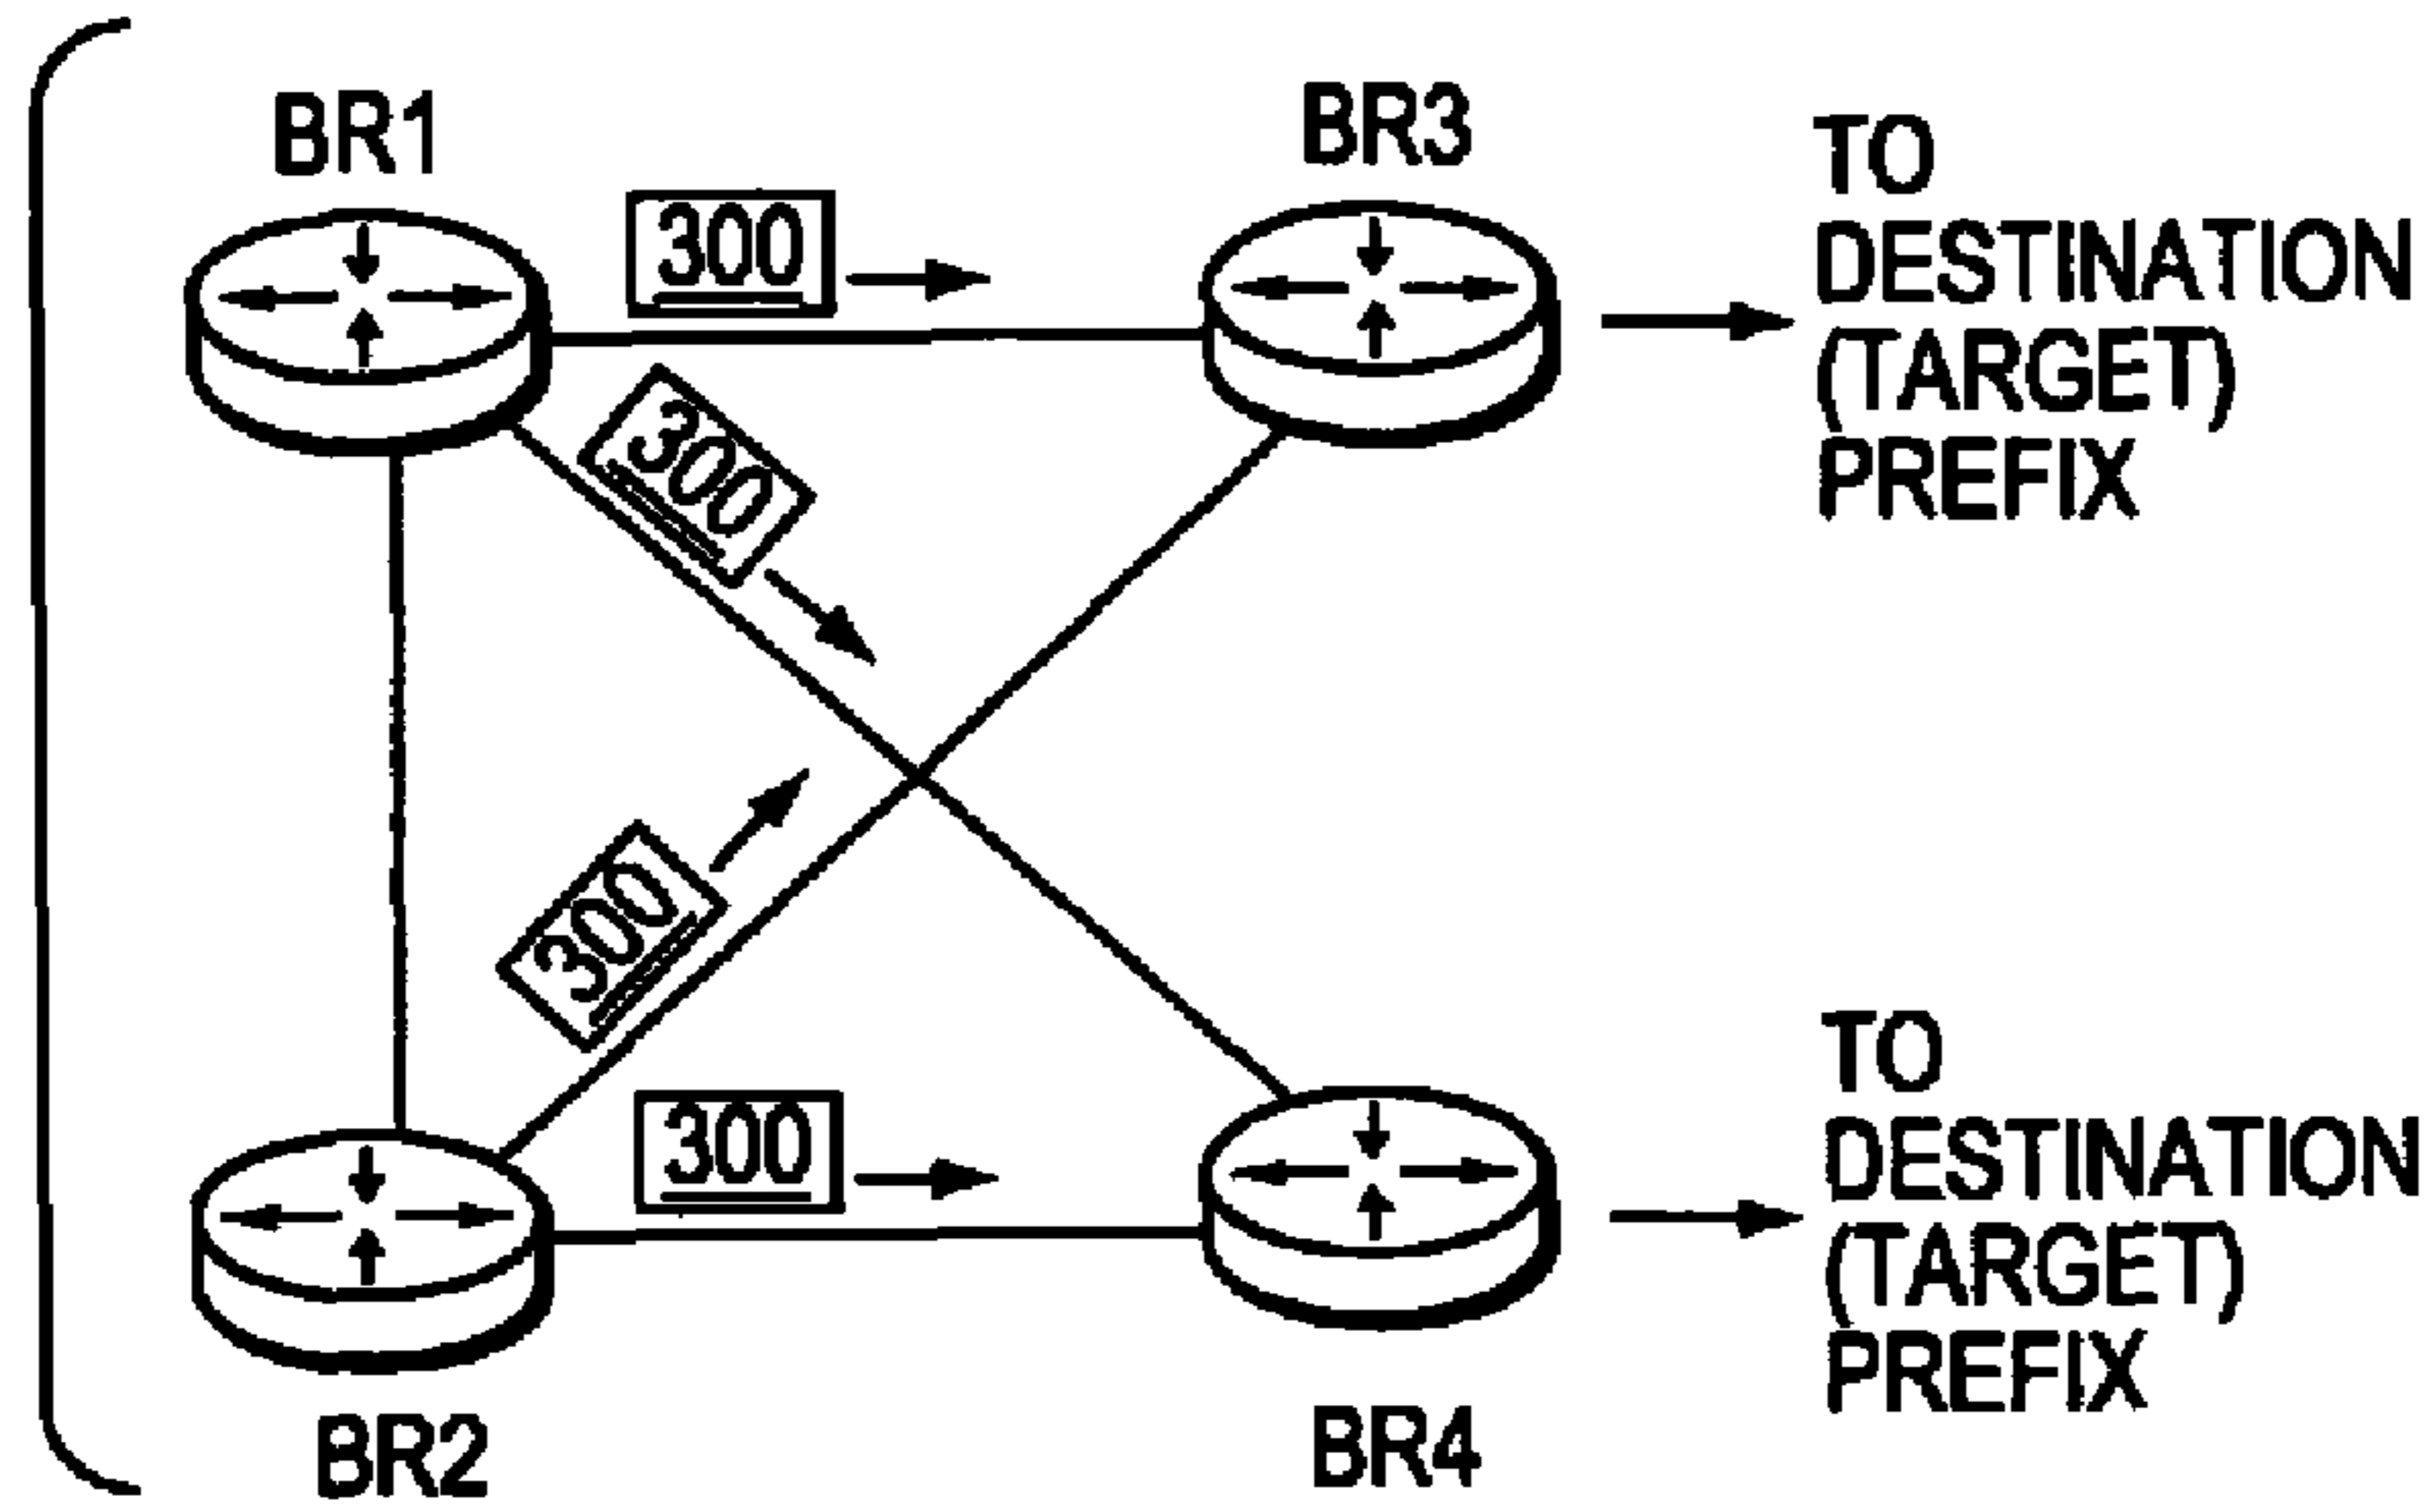 BR1
BR3
300
TO
DESTINATION
(TARGET)
PREFIX
300
300
300
TO
DESTINATION
(TARGET)
PREFIX
BR2
BR4